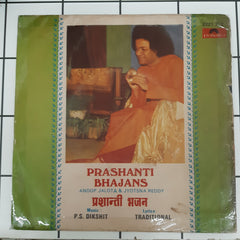 PRASHANTI
BHAJANS
ANOOP JALOTA & JYOTSNA REDDY
प्रशान्ती भजन
Music
P.S. DIKSHIT
Lyrics
TRADITIONAL